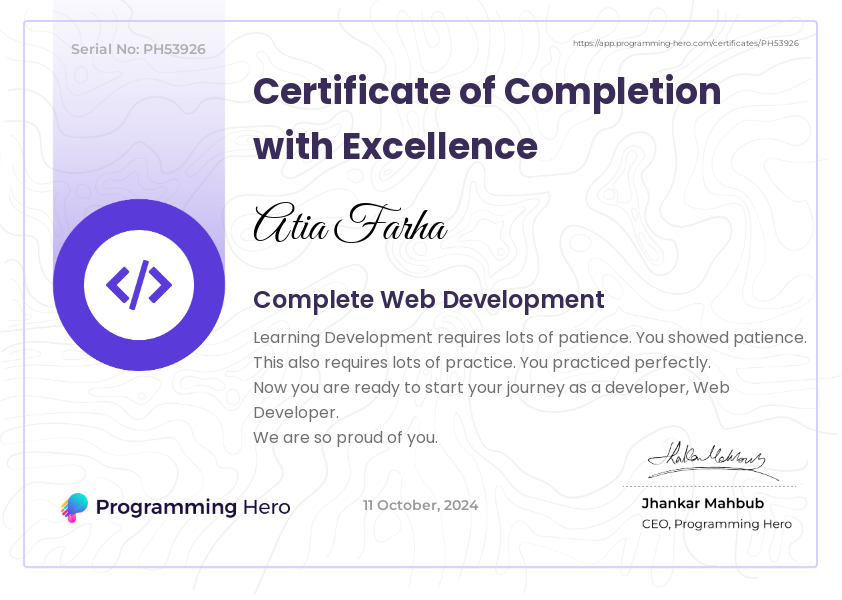 Serial No: PH53926
https://app.programming-hero.com/certificates/PH53926
Certificate of Completion
with Excellence
Atia Farha
Complete Web Development
Learning Development requires lots of patience. You showed patience.
This also requires lots of practice. You practiced perfectly.
Now you are ready to start your journey as a developer, Web
Developer.
We are so proud of you.
Programming Hero
11 October, 2024
Jhankar Mahbub
CEO, Programming Hero